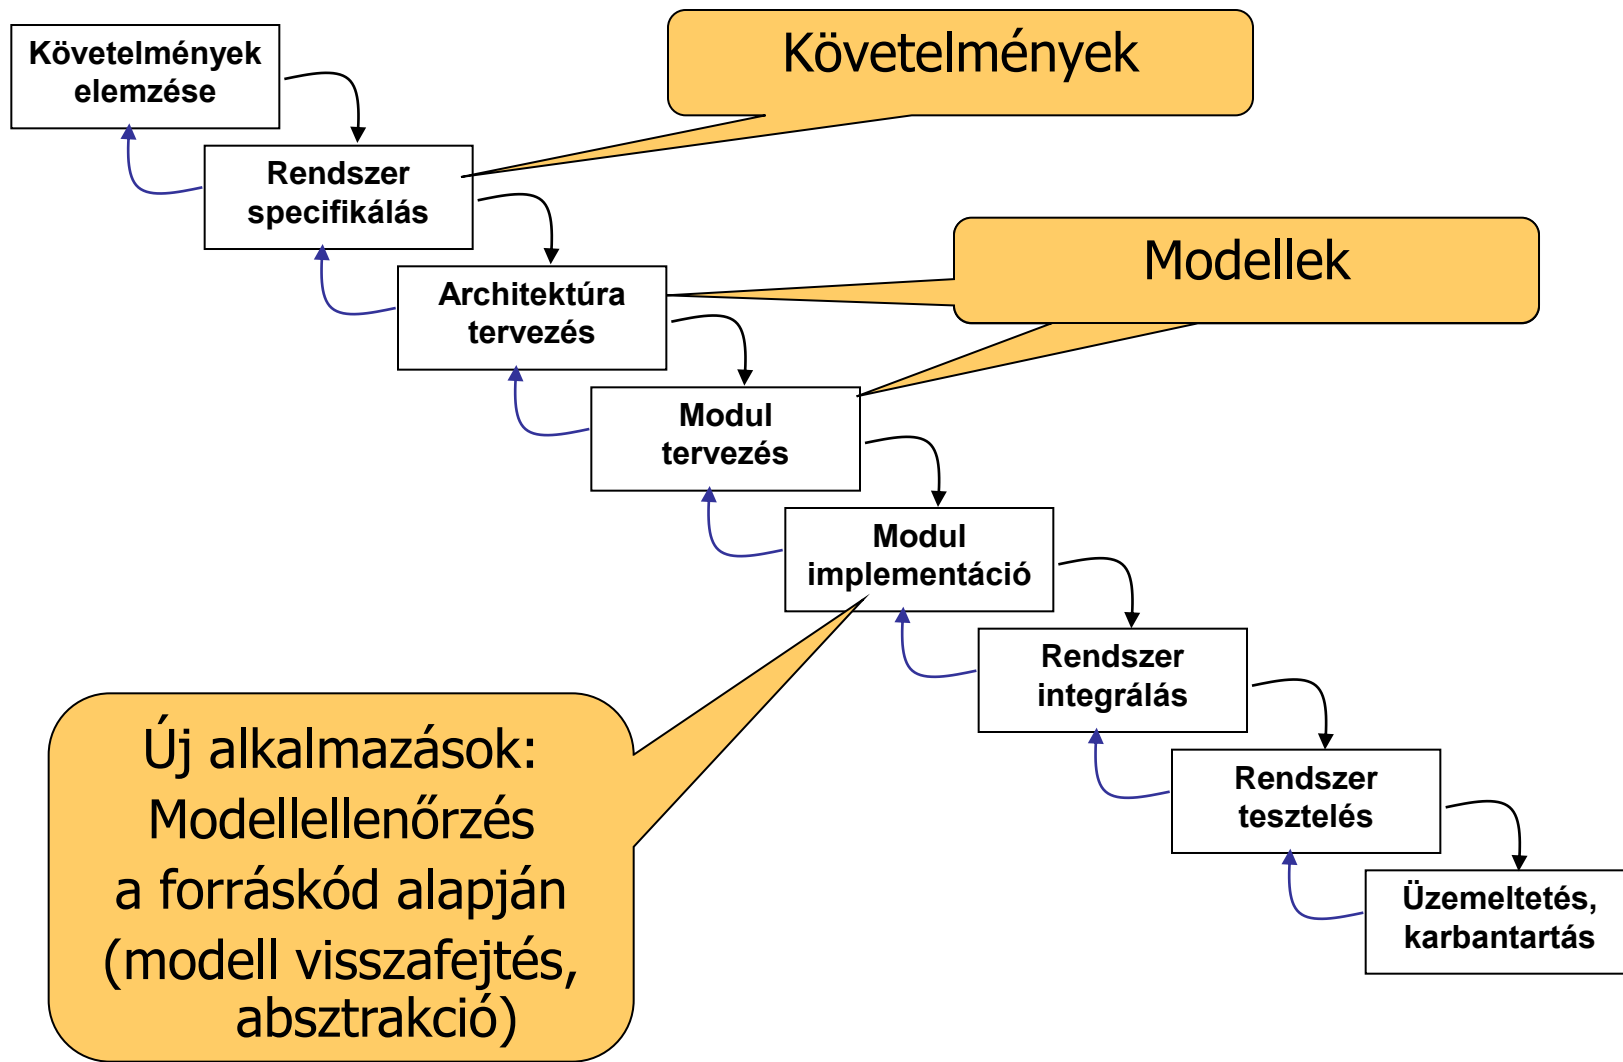 Követelmények
elemzése
Követelmények
Rendszer
specifikálás
Modellek
Architektúra
tervezés
Modul
tervezés
Modul
implementáció
Rendszer
integrálás
Új alkalmazások:
Modellellenőrzés
a forráskód alapján
(modell visszafejtés,
absztrakció)
Rendszer
tesztelés
Üzemeltetés,
karbantartás